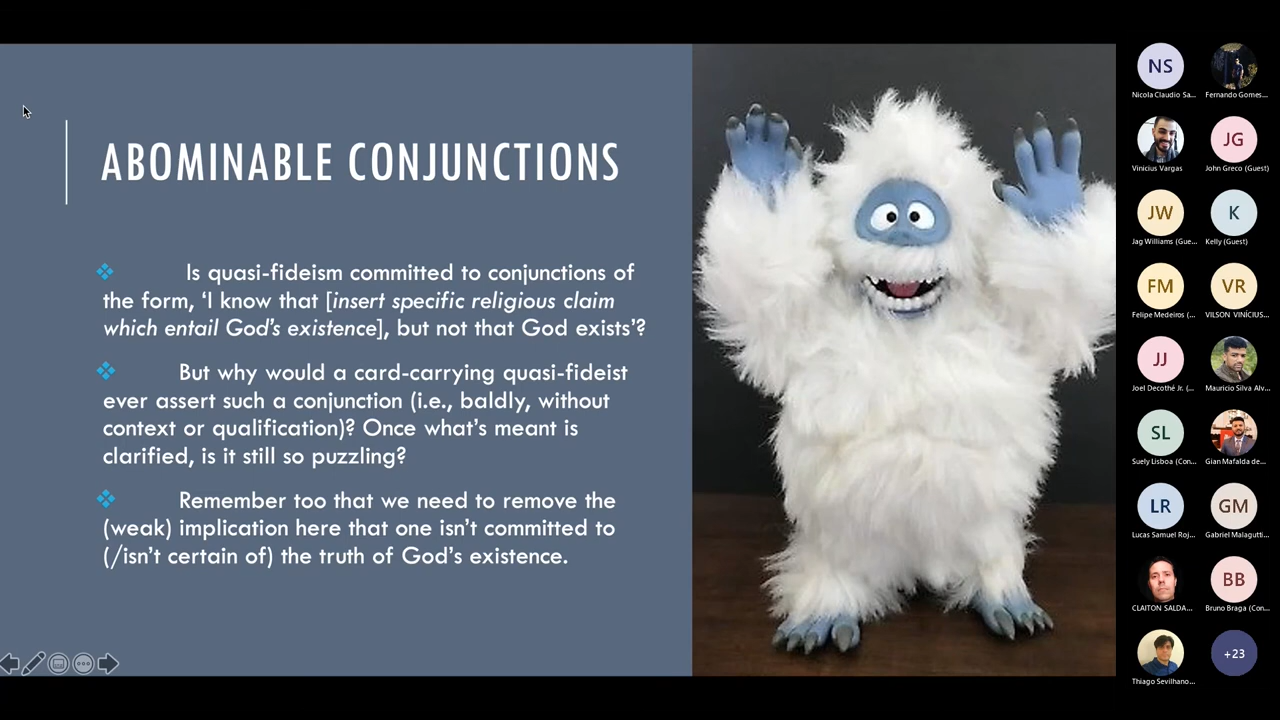 ABOMINABLE CONJUNCTIONS
Is quasi-fideism committed to conjunctions of
the form, ‘I know that [insert specific religious claim
which entail God’s existence], but not that God exists’?
But why would a card-carrying quasi-fideist
ever assert such a conjunction (i.e., baldly, without
context or qualification)? Once what’s meant is
clarified, is it still so puzzling?
Remember too that we need to remove the
(weak) implication here that one isn’t committed to
(/isn’t certain of) the truth of God’s existence.
NS
Nicola Claudio Sa...
Fernando Gomes...
Vinicius Vargas
JG
John Greco (Guest)
JW
Jag Williams (Gue...
K
Kelly (Guest)
FM
Felipe Medeiros (...
VR
VILSON VINÍCIUS...
JJ
Joel Decothé Jr. (...
Mauricio Silva Alv...
SL
Suely Lisboa (Con...
Gian Mafalda de...
LR
Lucas Samuel Roj...
GM
Gabriel Malagutti...
CLAITON SALDA...
BB
Bruno Braga (Con...
Thiago Sevilhano...
+23